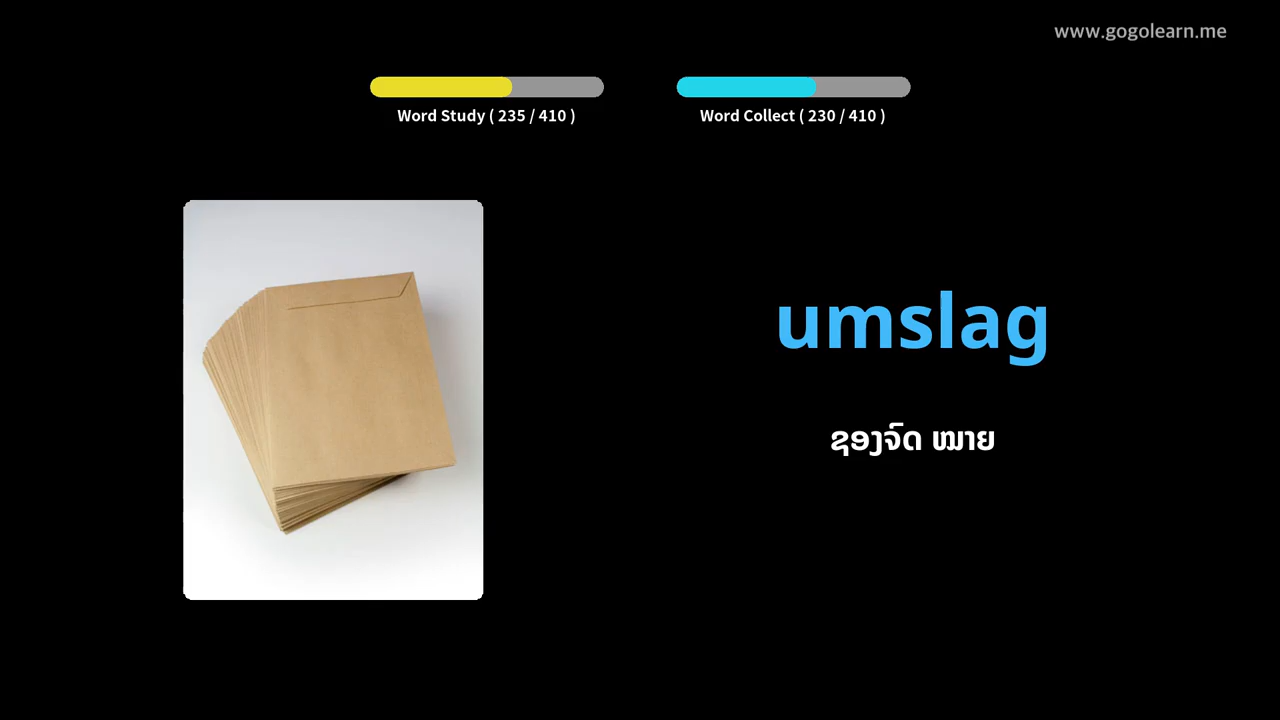 www.gogolearn.me
Word Study ( 235 / 410 )
Word Collect ( 230 / 410 )
umslag
ຊອງຈົດ ໝາຍ